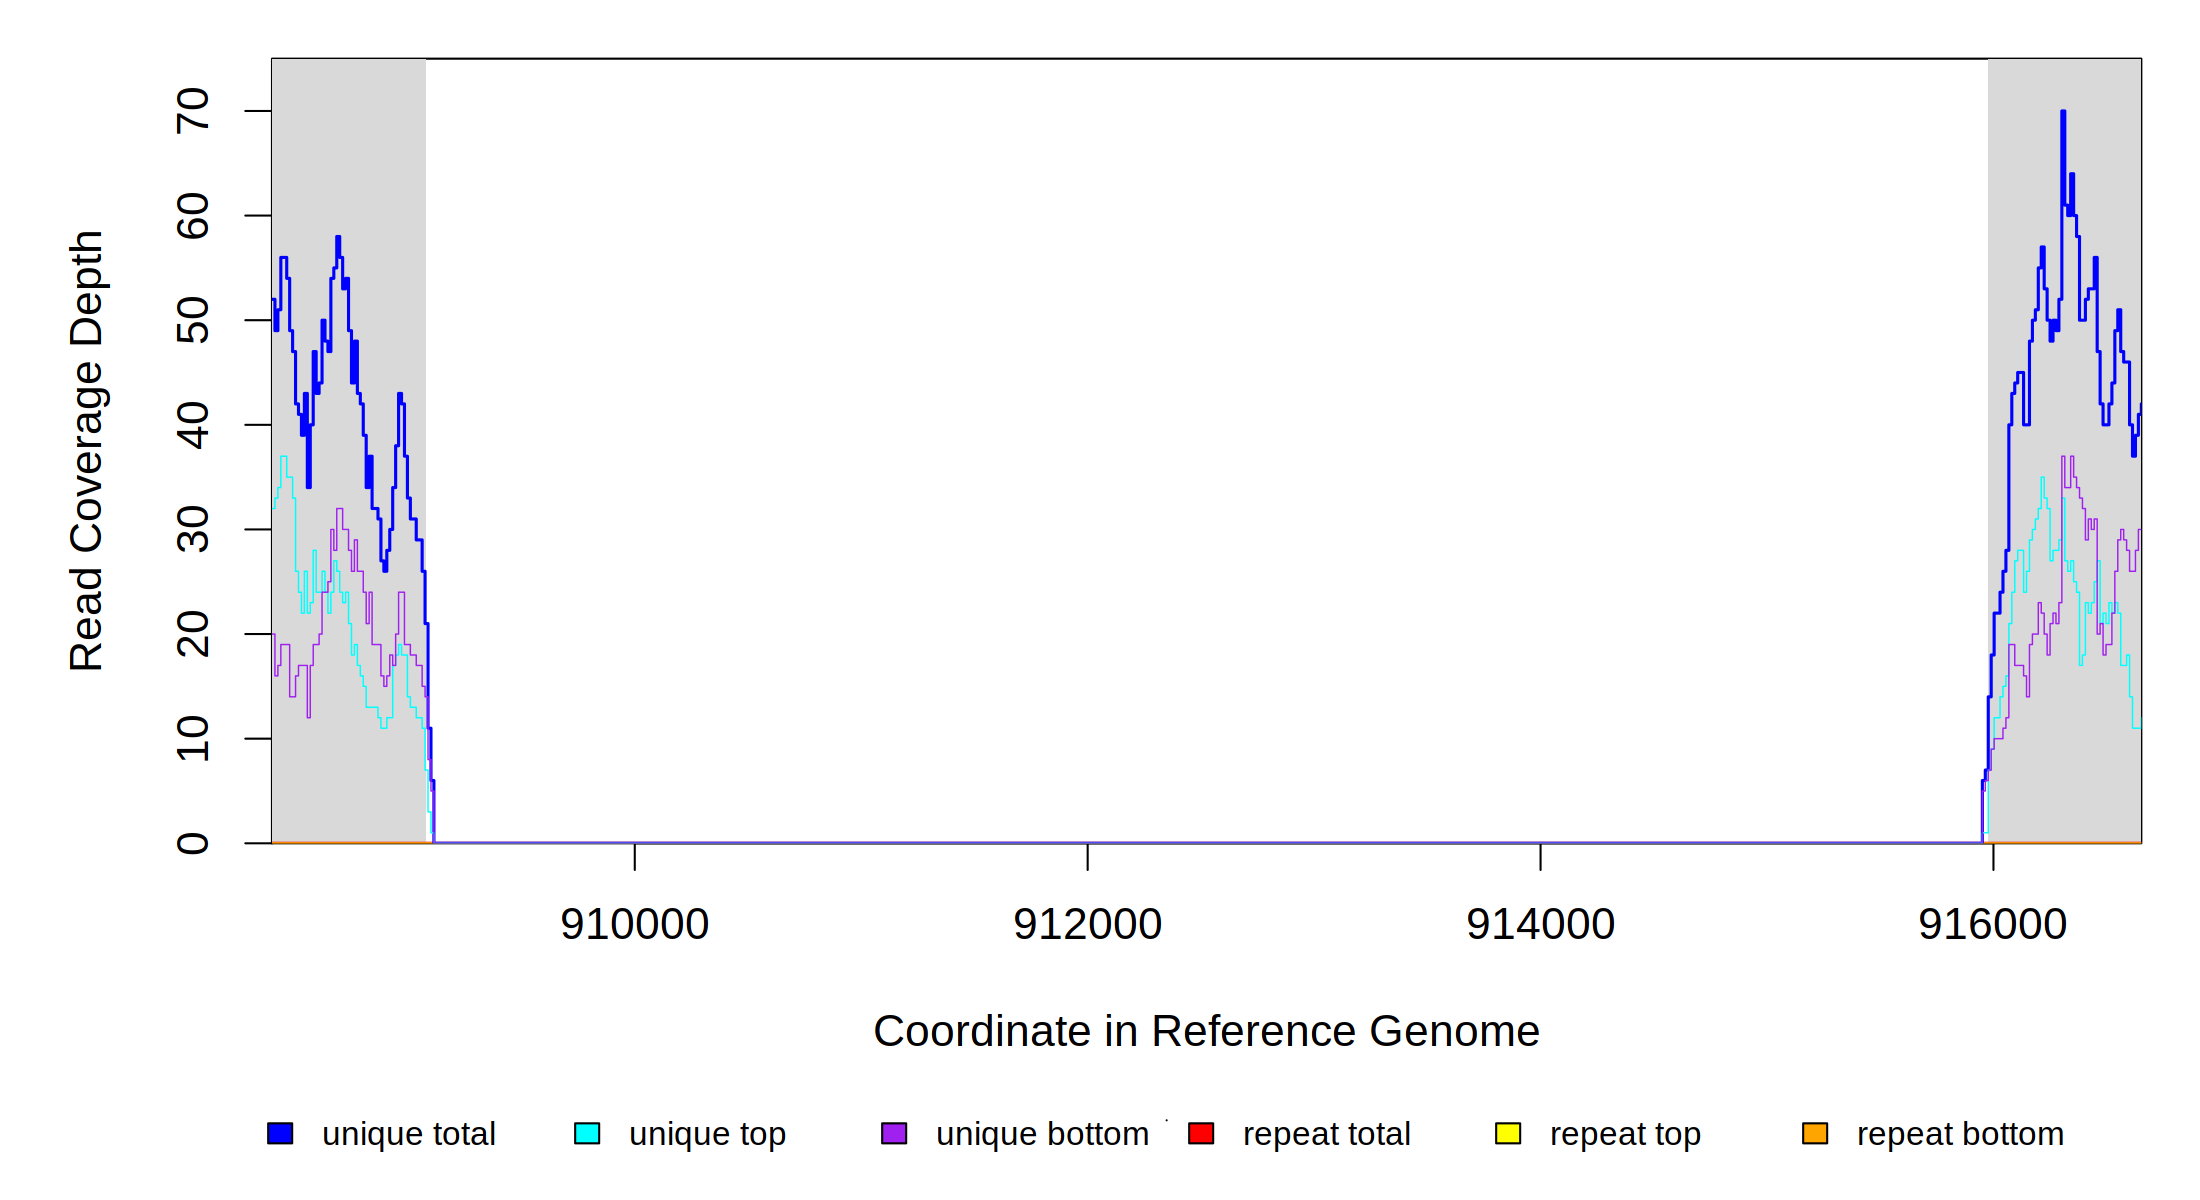 70
60
50
40
30
20
10
0
Read Coverage Depth
910000 912000 914000 916000
Coordinate in Reference Genome
unique total unique top unique bottom repeat total repeat top repeat bottom